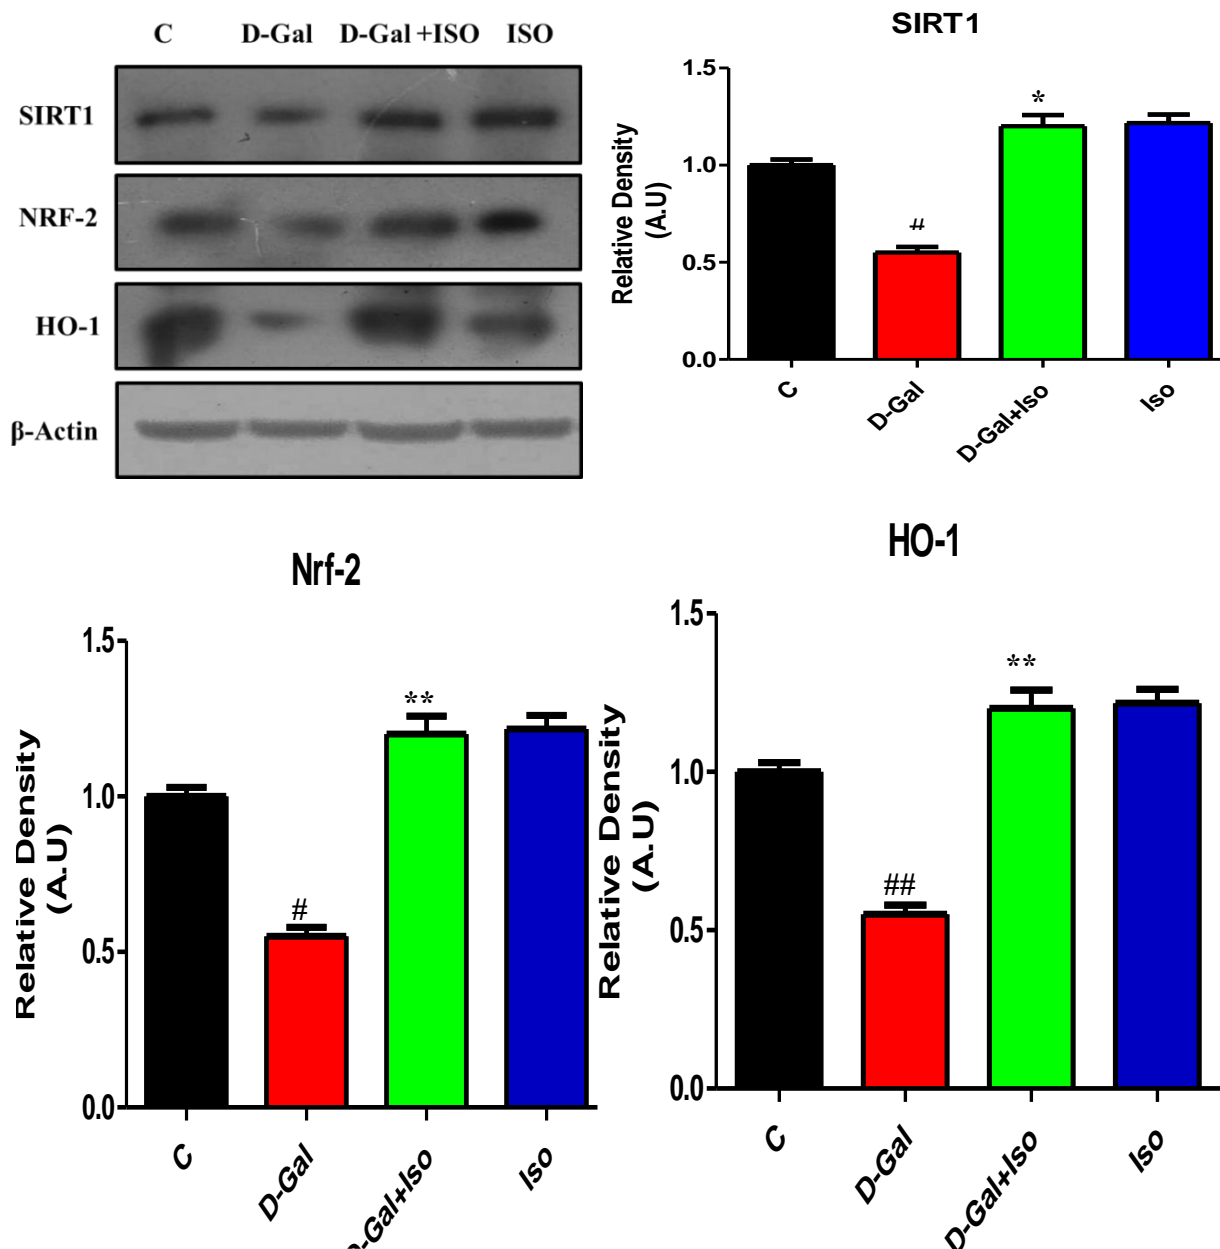 C D-Gal D-Gal +ISO ISO
SIRT1
NRF-2
HO-1
β-Actin
SIRT1
Relative Density
(A.U)
1.5
1.0
0.5
0.0
#
*
C
D-Gal
D-Gal+Iso
Iso
Nrf-2
Relative Density
(A.U)
1.5
1.0
0.5
0.0
#
**
C
D-Gal
D-Gal+Iso
Iso
HO-1
Relative Density
(A.U)
1.5
1.0
0.5
0.0
##
**
C
D-Gal
D-Gal+Iso
Iso